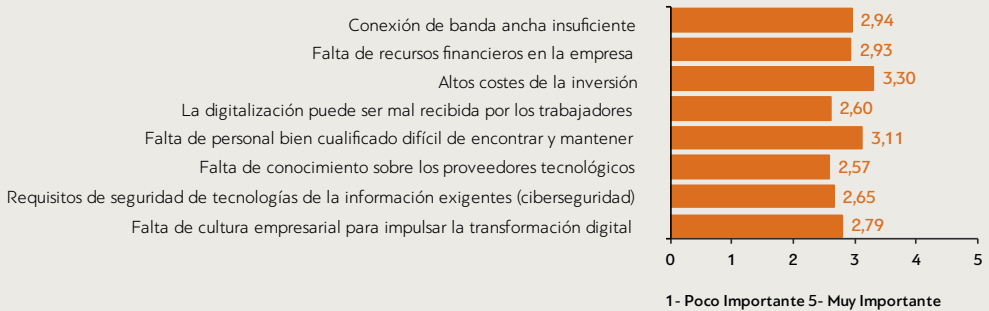 Conexión de banda ancha insuficiente 2,94
Falta de recursos financieros en la empresa 2,93
Altos costes de la inversión 3,30
La digitalización puede ser mal recibida por los trabajadores 2,60
Falta de personal bien cualificado difícil de encontrar y mantener 3,11
Falta de conocimiento sobre los proveedores tecnológicos 2,57
Requisitos de seguridad de tecnologías de la información exigentes (ciberseguridad) 2,65
Falta de cultura empresarial para impulsar la transformación digital 2,79
0 1 2 3 4 5
1- Poco Importante 5- Muy Importante